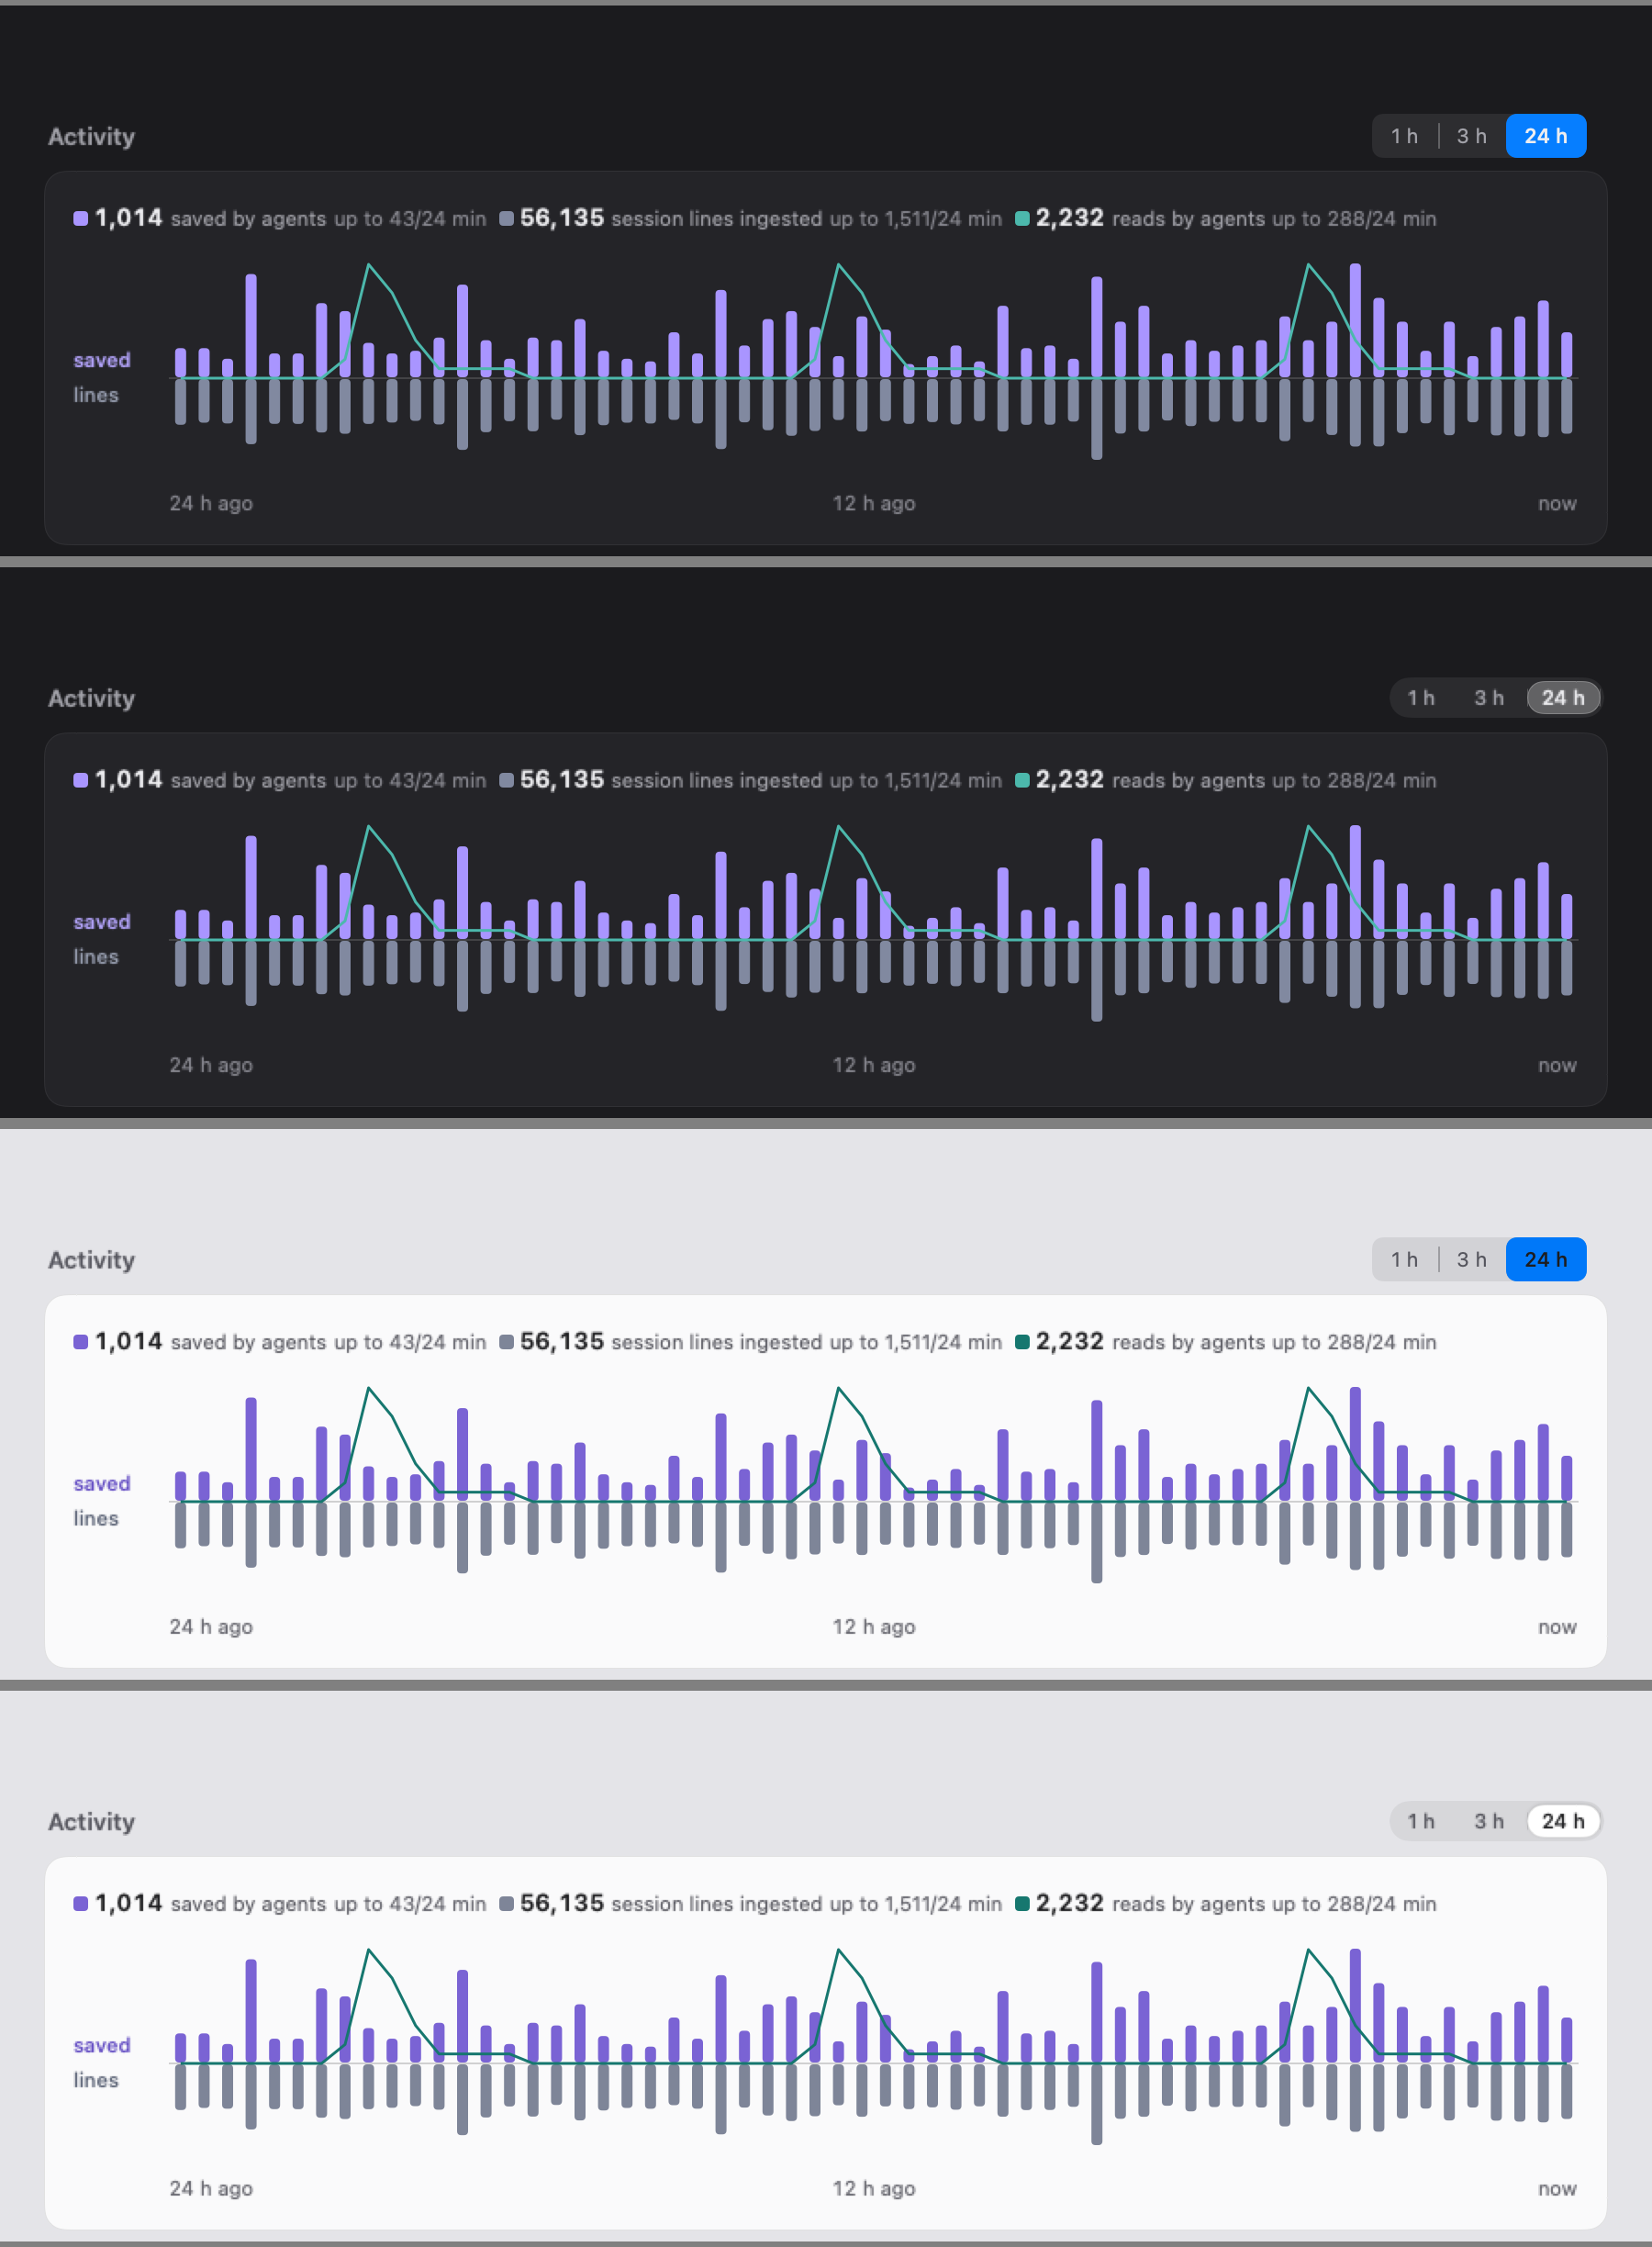 Activity 1 h 3 h 24 h
1,014 saved by agents up to 43/24 min 56,135 session lines ingested up to 1,511/24 min 2,232 reads by agents up to 288/24 min
saved
lines
24 h ago 12 h ago now
Activity 1 h 3 h 24 h
1,014 saved by agents up to 43/24 min 56,135 session lines ingested up to 1,511/24 min 2,232 reads by agents up to 288/24 min
saved
lines
24 h ago 12 h ago now
Activity 1 h 3 h 24 h
1,014 saved by agents up to 43/24 min 56,135 session lines ingested up to 1,511/24 min 2,232 reads by agents up to 288/24 min
saved
lines
24 h ago 12 h ago now
Activity 1 h 3 h 24 h
1,014 saved by agents up to 43/24 min 56,135 session lines ingested up to 1,511/24 min 2,232 reads by agents up to 288/24 min
saved
lines
24 h ago 12 h ago now